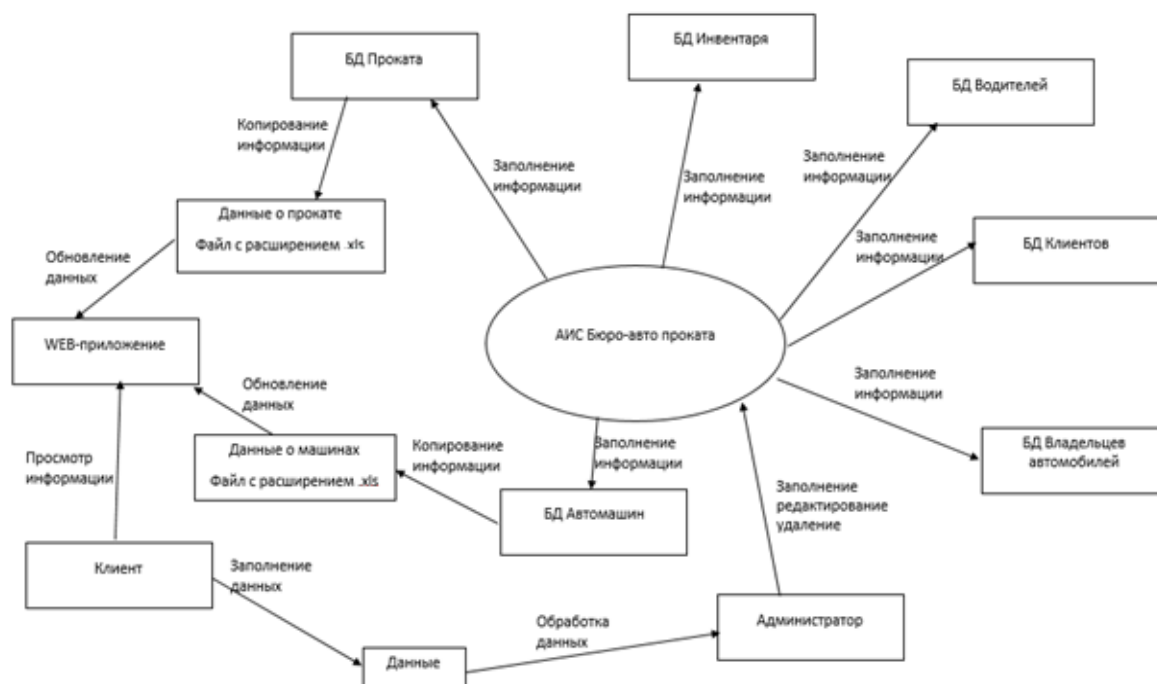 БД Проката
БД Инвентаря
БД Водителей
Копирование
информации
Заполнение
информации
Заполнение
информации
Заполнение
информации
Данные о прокате
Файл с расширением .xls
Заполнение
информации
БД Клиентов
Обновление
данных
WEB-приложение
АИС Бюро-авто проката
Обновление
данных
Заполнение
информации
Просмотр
информации
Данные о машинах
Файл с расширением .xls
Копирование
информации
Заполнение
информации
БД Владельцев
автомобилей
БД Автомашин
Заполнение
редактирование
удаление
Клиент
Заполнение
данных
Обработка
данных
Администратор
Данные